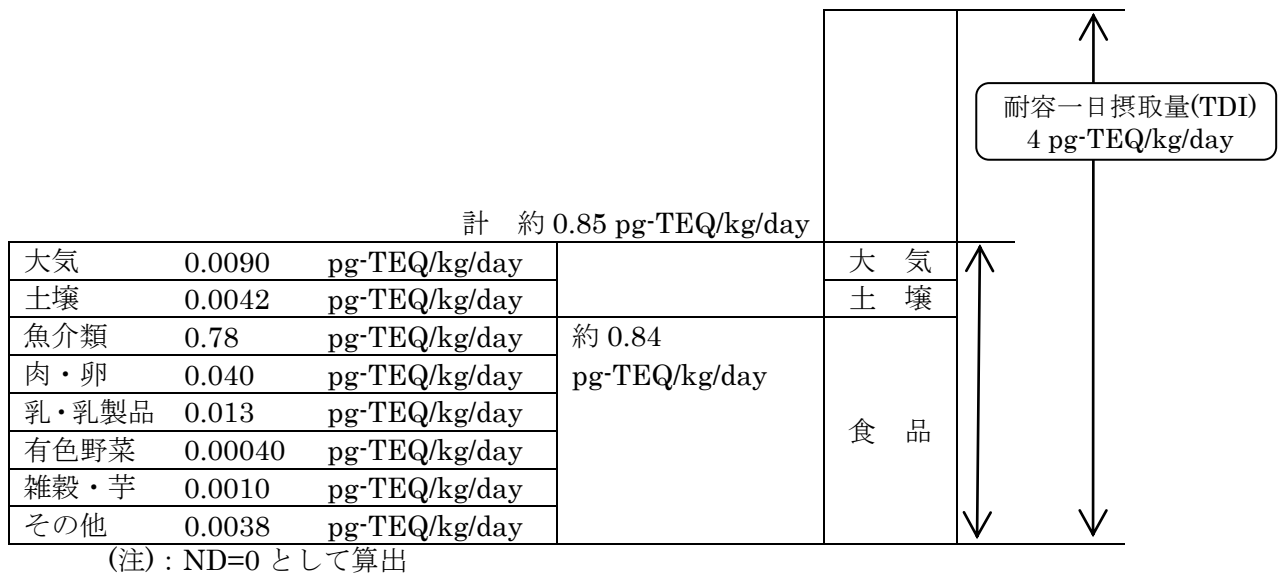 耐容一日摂取量(TDI)
4 pg-TEQ/kg/day
計　約 0.85 pg-TEQ/kg/day
大気 0.0090 pg-TEQ/kg/day 大　気
土壌 0.0042 pg-TEQ/kg/day 土　壌
魚介類 0.78 pg-TEQ/kg/day 約 0.84
肉・卵 0.040 pg-TEQ/kg/day pg-TEQ/kg/day
乳・乳製品 0.013 pg-TEQ/kg/day
食　品
有色野菜 0.00040 pg-TEQ/kg/day
雑穀・芋 0.0010 pg-TEQ/kg/day
その他 0.0038 pg-TEQ/kg/day
(注)：ND=0 として算出